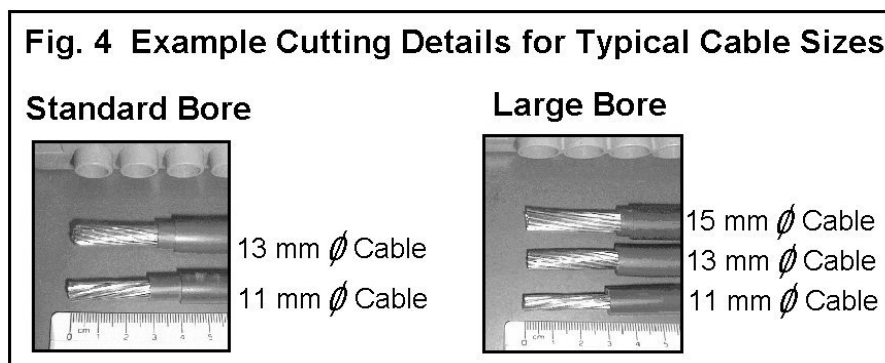 Fig. 4 Example Cutting Details for Typical Cable Sizes
Standard Bore
13 mm Ø Cable
11 mm Ø Cable
0 cm 1 2 3 4 5
Large Bore
15 mm Ø Cable
13 mm Ø Cable
11 mm Ø Cable
0 cm 1 2 3 4 5